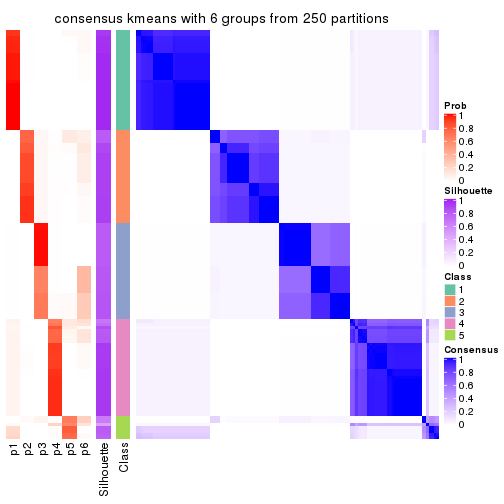 consensus kmeans with 6 groups from 250 partitions
Prob
1
0.8
0.6
0.4
0.2
0
Silhouette
1
0.8
0.6
0.4
0.2
0
Class
1
2
3
4
5
Consensus
1
0.8
0.6
0.4
0.2
0
p1
p2
p3
p4
p5
p6
Silhouette
Class